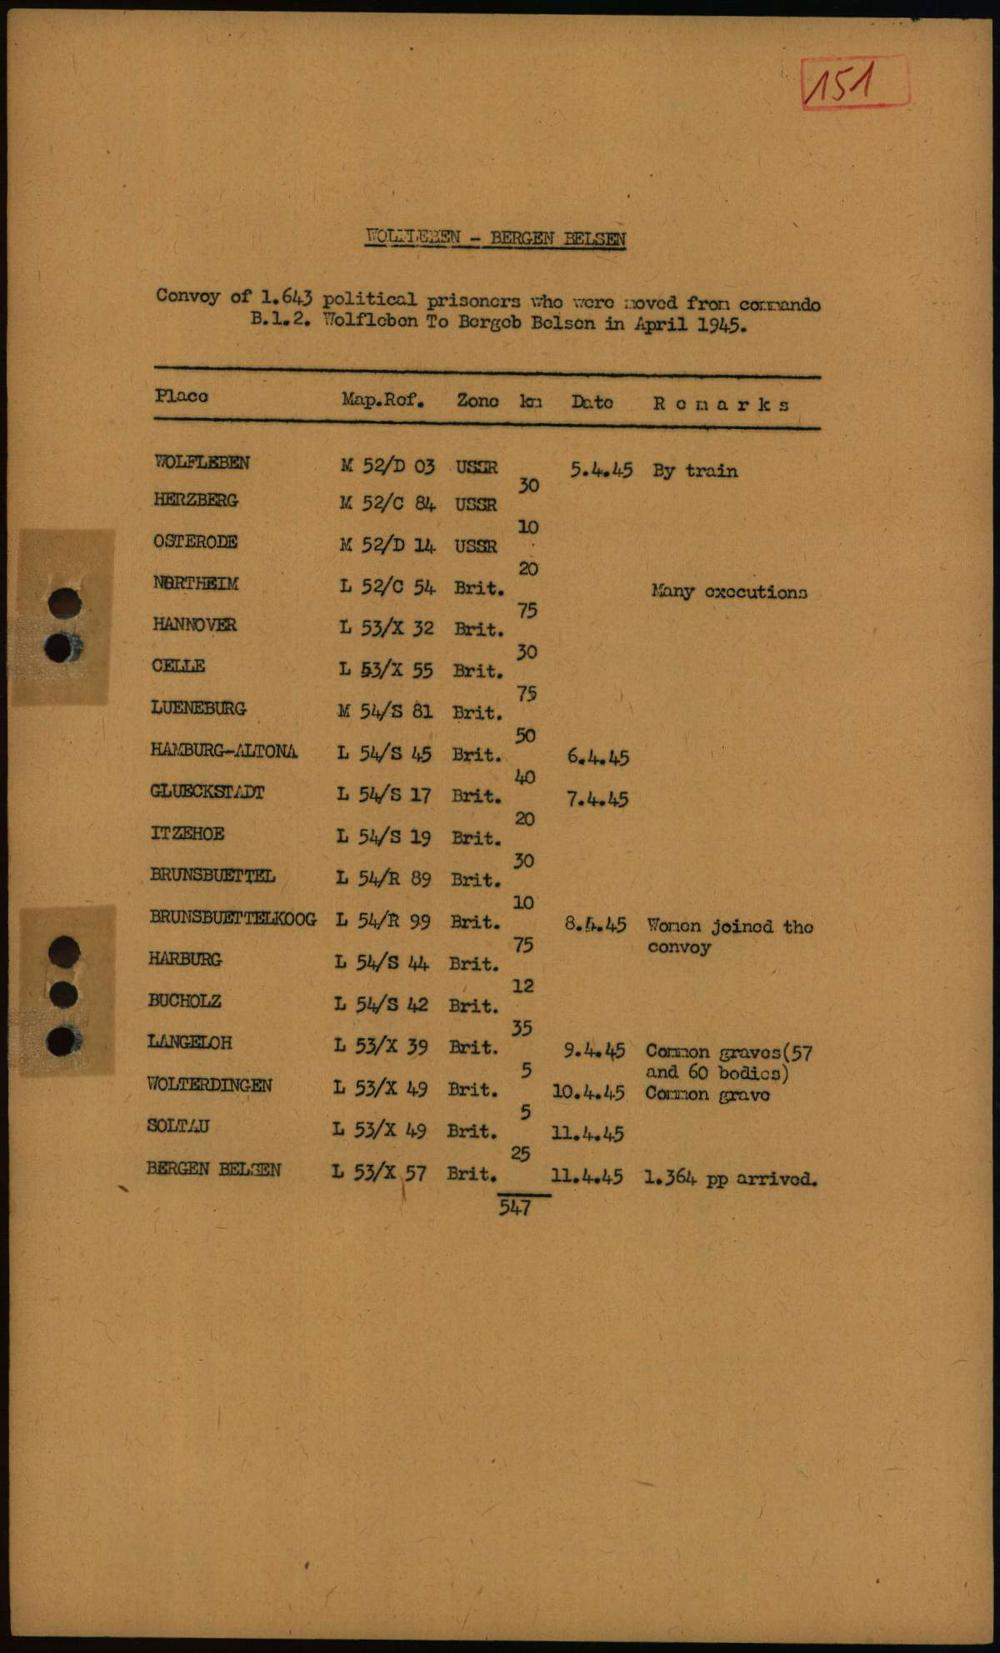 151
WOLFLEBEN - BERGEN BELSEN
Convoy of 1.643 political prisoners who were moved from commando
B.1.2. Wolfleben To Bergeb Belsen in April 1945.
Place Map.Ref. Zone km Date Remarks
WOLFLEBEN M 52/D 03 USSR 5.4.45 By train
30
HERZBERG M 52/C 84 USSR
10
OSTERODE M 52/D 14 USSR
20
NORTHEIM L 52/C 54 Brit. Many executions
75
HANNOVER L 53/X 32 Brit.
30
CELLE L 53/X 55 Brit.
75
LUENEBURG M 54/S 81 Brit.
50
HAMBURG-ALTONA L 54/S 45 Brit. 6.4.45
40
GLUECKSTADT L 54/S 17 Brit. 7.4.45
20
ITZEHOE L 54/S 19 Brit.
30
BRUNSBUETTEL L 54/R 89 Brit.
10
BRUNSBUETTELKOOG L 54/R 99 Brit. 8.4.45 Women joined the
75 convoy
HARBURG L 54/S 44 Brit.
12
BUCHOLZ L 54/S 42 Brit.
35
LANGELOH L 53/X 39 Brit. 9.4.45 Common graves(57
5 and 60 bodies)
WOLTERDINGEN L 53/X 49 Brit. 10.4.45 Common grave
5
SOLTAU L 53/X 49 Brit. 11.4.45
25
BERGEN BELSEN L 53/X 57 Brit. 11.4.45 1.364 pp arrived.
547